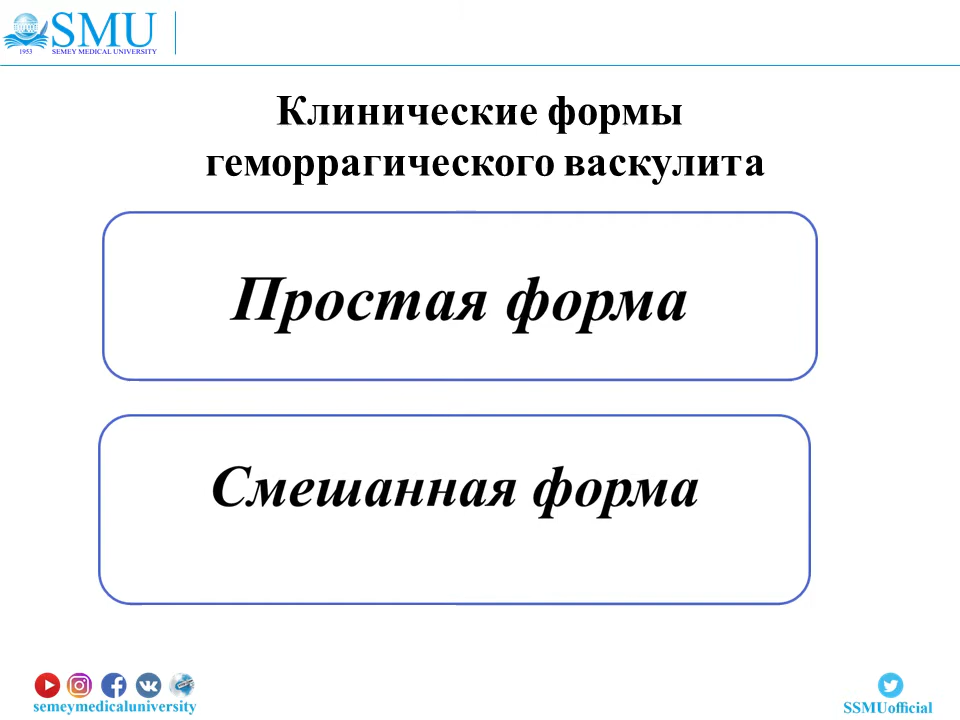 SMU
1953 SEMEY MEDICAL UNIVERSITY
Клинические формы
геморрагического васкулита
Простая форма
Смешанная форма
semeymedicaluniversity
SSMUofficial